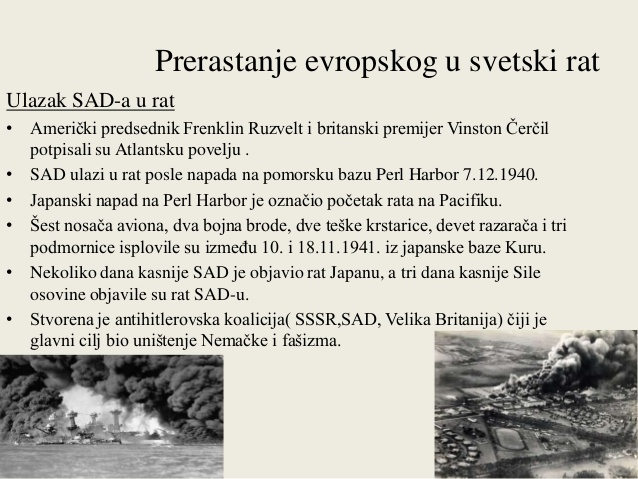 Prerastanje evropskog u svetski rat
Ulazak SAD-a u rat
• Američki predsednik Frenklin Ruzvelt i britanski premijer Vinston Čerčil
potpisali su Atlantsku povelju .
• SAD ulazi u rat posle napada na pomorsku bazu Perl Harbor 7.12.1940.
• Japanski napad na Perl Harbor je označio početak rata na Pacifiku.
• Šest nosača aviona, dva bojna brode, dve teške krstarice, devet razarača i tri
podmornice isplovile su između 10. i 18.11.1941. iz japanske baze Kuru.
• Nekoliko dana kasnije SAD je objavio rat Japanu, a tri dana kasnije Sile
osovine objavile su rat SAD-u.
• Stvorena je antihitlerovska koalicija( SSSR,SAD, Velika Britanija) čiji je
glavni cilj bio uništenje Nemačke i fašizma.